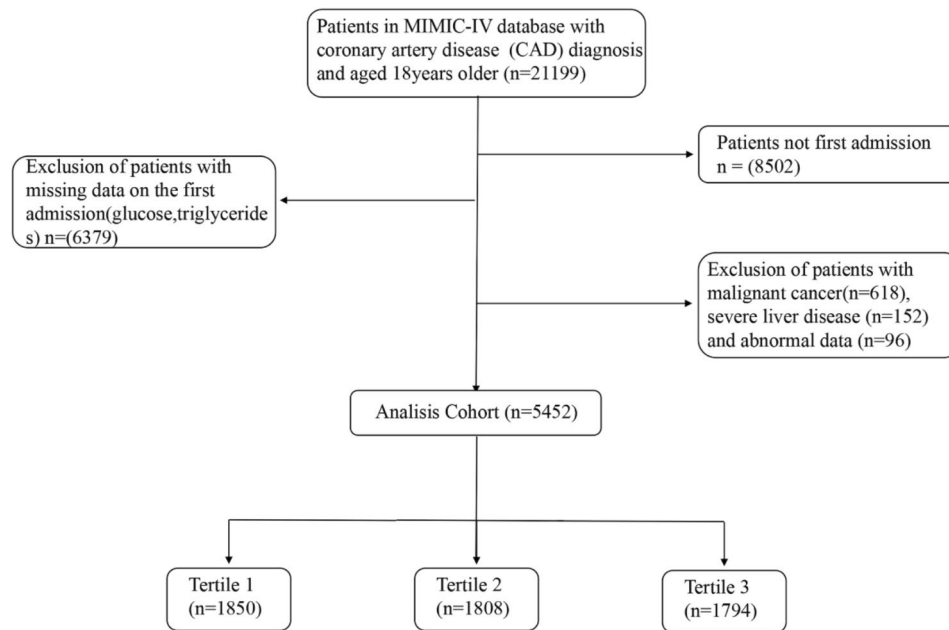 Patients in MIMIC-IV database with
coronary artery disease (CAD) diagnosis
and aged 18years older (n=21199)
Patients not first admission
n = (8502)
Exclusion of patients with
missing data on the first
admission(glucose,triglyceride
s) n=(6379)
Exclusion of patients with
malignant cancer(n=618),
severe liver disease (n=152)
and abnormal data (n=96)
Analisis Cohort (n=5452)
Tertile 1
(n=1850)
Tertile 2
(n=1808)
Tertile 3
(n=1794)